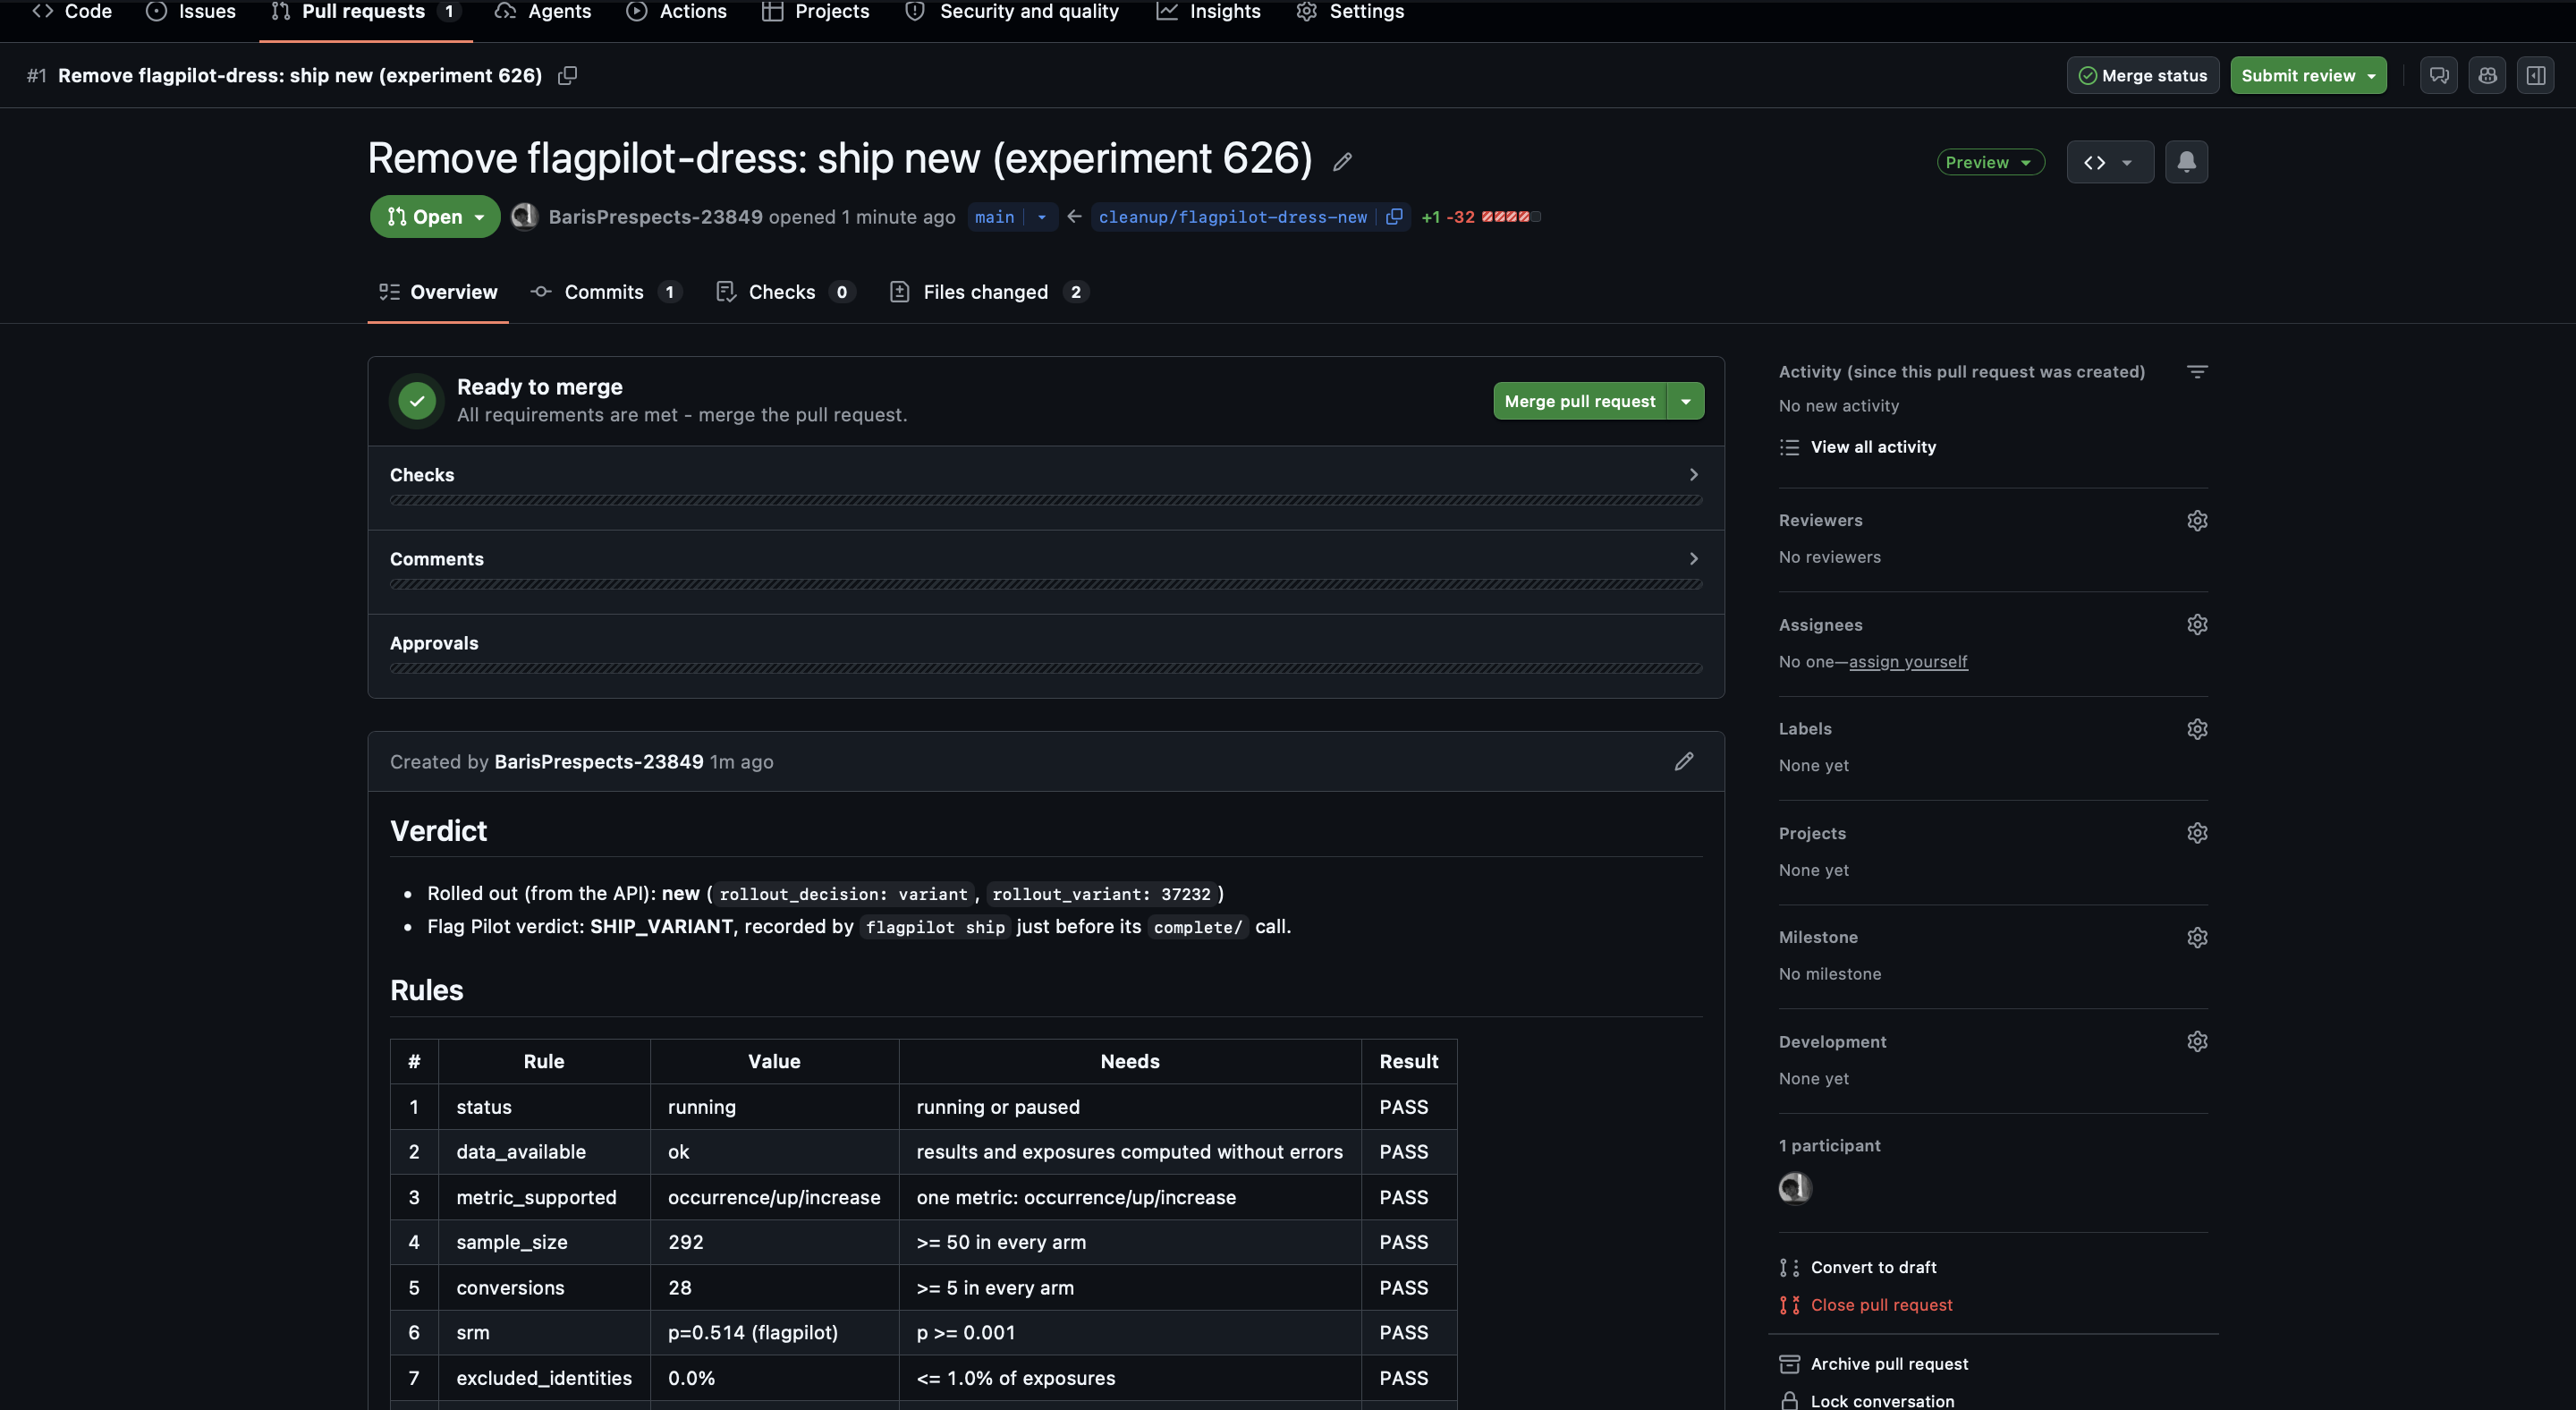 Code Issues Pull requests 1 Agents Actions Projects Security and quality Insights Settings
#1 Remove flagpilot-dress: ship new (experiment 626) Merge status Submit review
Remove flagpilot-dress: ship new (experiment 626) Preview
Open BarisPrespects-23849 opened 1 minute ago main ← cleanup/flagpilot-dress-new +1 -32
Overview Commits 1 Checks 0 Files changed 2
Ready to merge
All requirements are met - merge the pull request.
Merge pull request
Checks
Comments
Approvals
Created by BarisPrespects-23849 1m ago
Verdict
• Rolled out (from the API): new ( rollout_decision: variant , rollout_variant: 37232 )
• Flag Pilot verdict: SHIP_VARIANT, recorded by flagpilot ship just before its complete/ call.
Rules
# Rule Value Needs Result
1 status running running or paused PASS
2 data_available ok results and exposures computed without errors PASS
3 metric_supported occurrence/up/increase one metric: occurrence/up/increase PASS
4 sample_size 292 >= 50 in every arm PASS
5 conversions 28 >= 5 in every arm PASS
6 srm p=0.514 (flagpilot) p >= 0.001 PASS
7 excluded_identities 0.0% <= 1.0% of exposures PASS
Activity (since this pull request was created)
No new activity
View all activity
Reviewers
No reviewers
Assignees
No one—assign yourself
Labels
None yet
Projects
None yet
Milestone
No milestone
Development
None yet
1 participant
Convert to draft
Close pull request
Archive pull request
Lock conversation